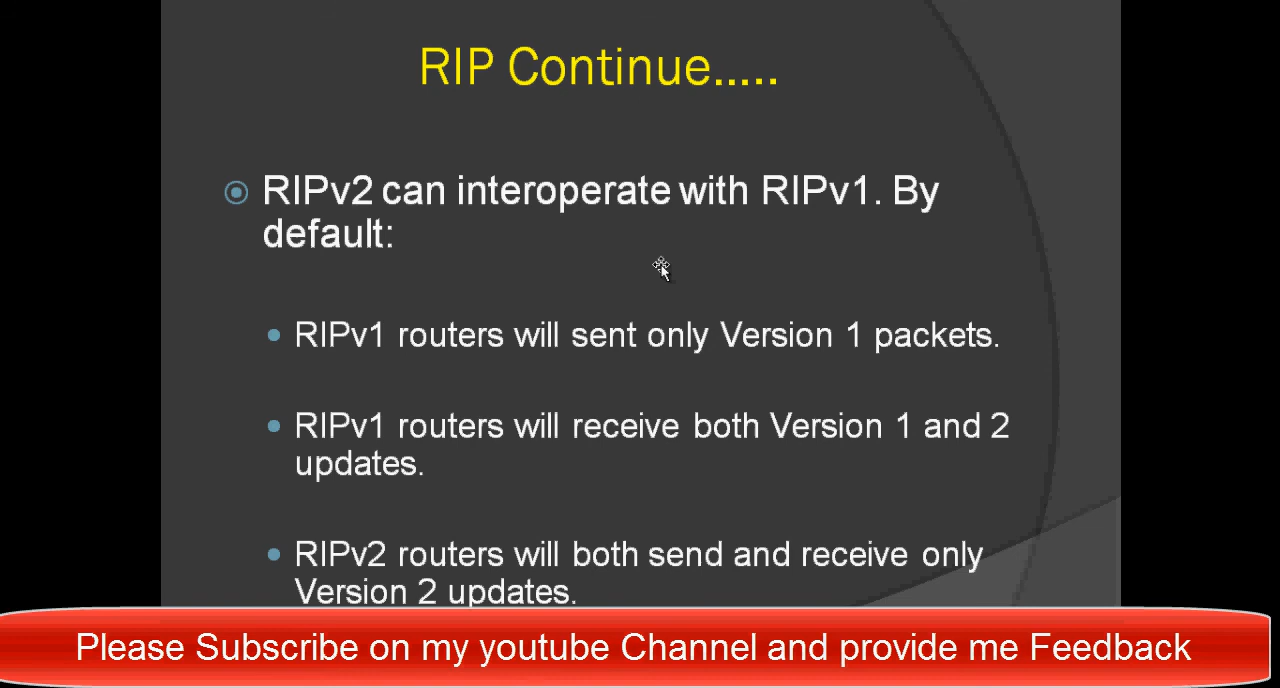 RIP Continue.....
RIPv2 can interoperate with RIPv1. By
default:
RIPv1 routers will sent only Version 1 packets.
RIPv1 routers will receive both Version 1 and 2
updates.
RIPv2 routers will both send and receive only
Version 2 updates.
Please Subscribe on my youtube Channel and provide me Feedback